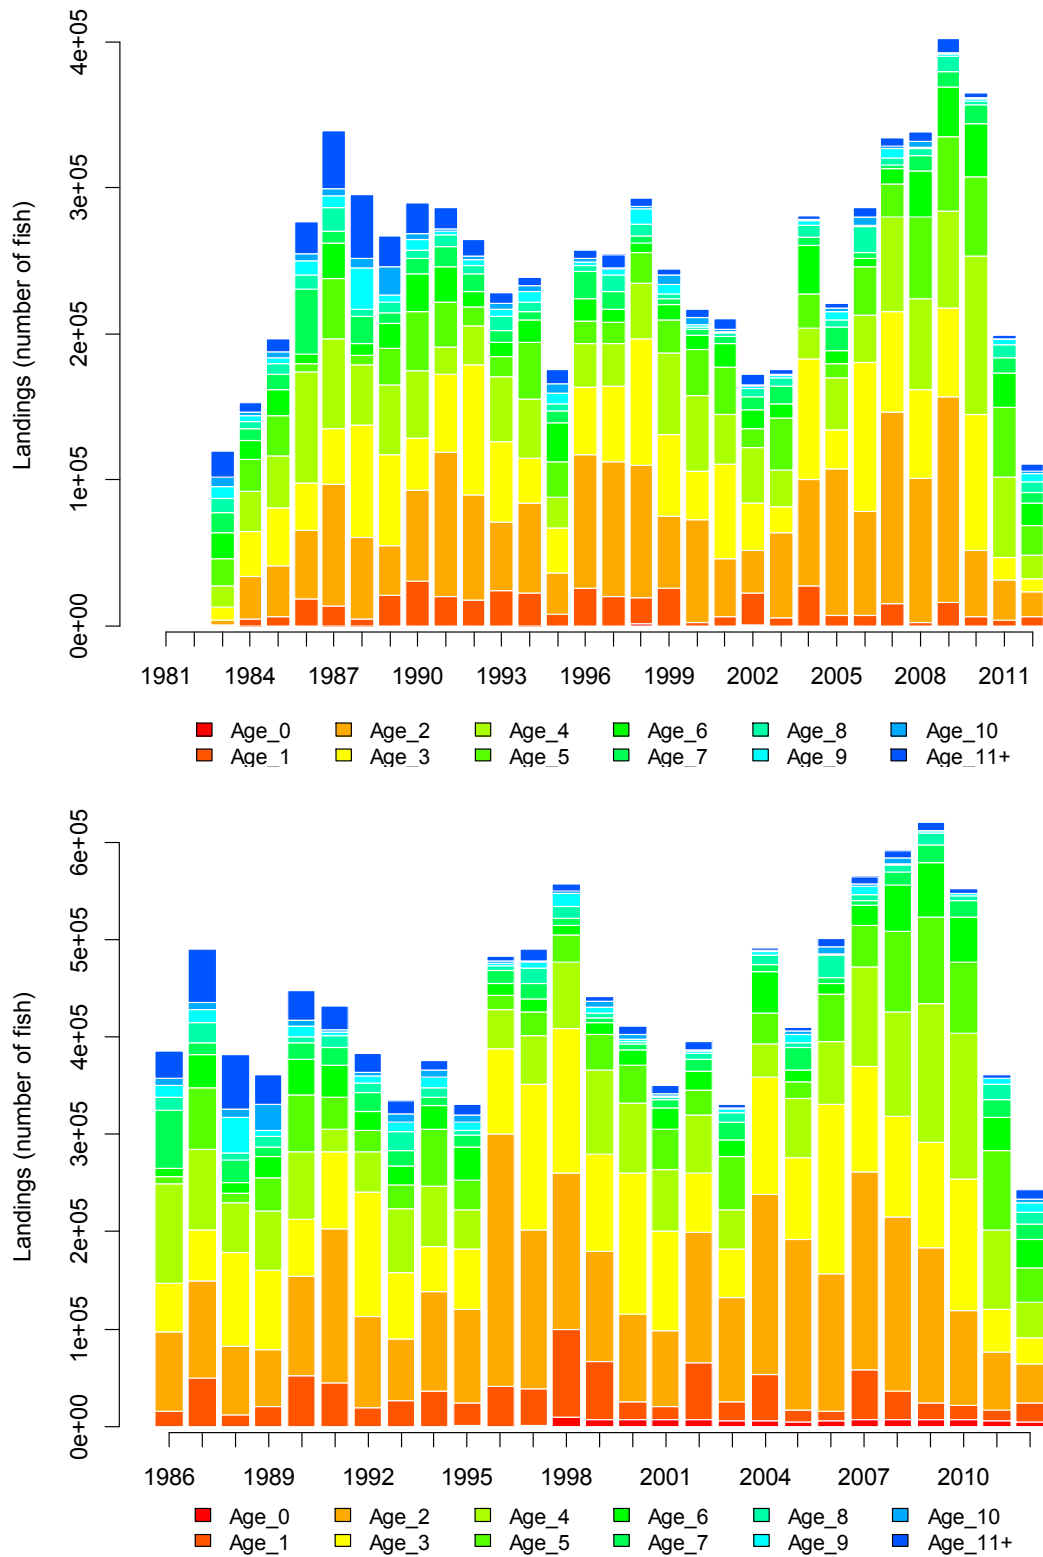 Landings (number of fish)
4e+05
3e+05
2e+05
1e+05
0e+00
1981 1984 1987 1990 1993 1996 1999 2002 2005 2008 2011
Age_0 Age_2 Age_4 Age_6 Age_8 Age_10
Age_1 Age_3 Age_5 Age_7 Age_9 Age_11+
Landings (number of fish)
6e+05
5e+05
4e+05
3e+05
2e+05
1e+05
0e+00
1986 1989 1992 1995 1998 2001 2004 2007 2010
Age_0 Age_2 Age_4 Age_6 Age_8 Age_10
Age_1 Age_3 Age_5 Age_7 Age_9 Age_11+